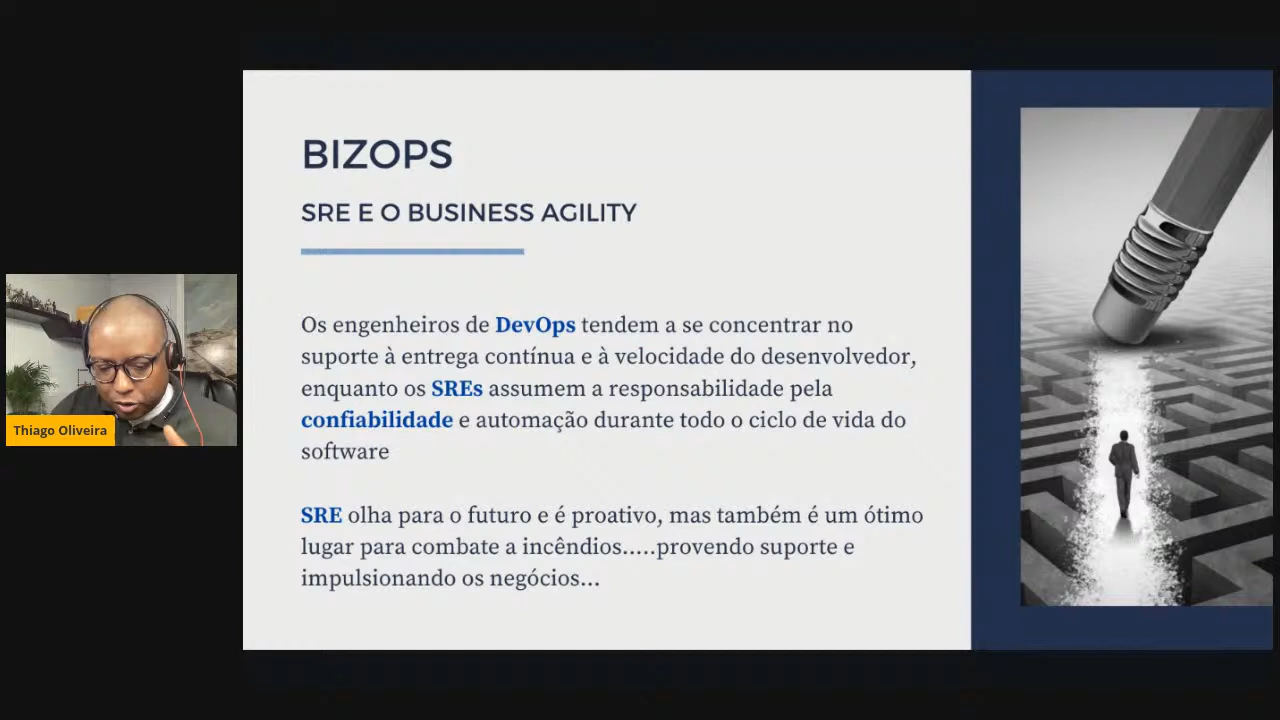 BIZOPS
SRE E O BUSINESS AGILITY
Os engenheiros de DevOps tendem a se concentrar no
suporte à entrega contínua e à velocidade do desenvolvedor,
enquanto os SREs assumem a responsabilidade pela
confiabilidade e automação durante todo o ciclo de vida do
software
SRE olha para o futuro e é proativo, mas também é um ótimo
lugar para combate a incêndios.....provendo suporte e
impulsionando os negócios...
Thiago Oliveira